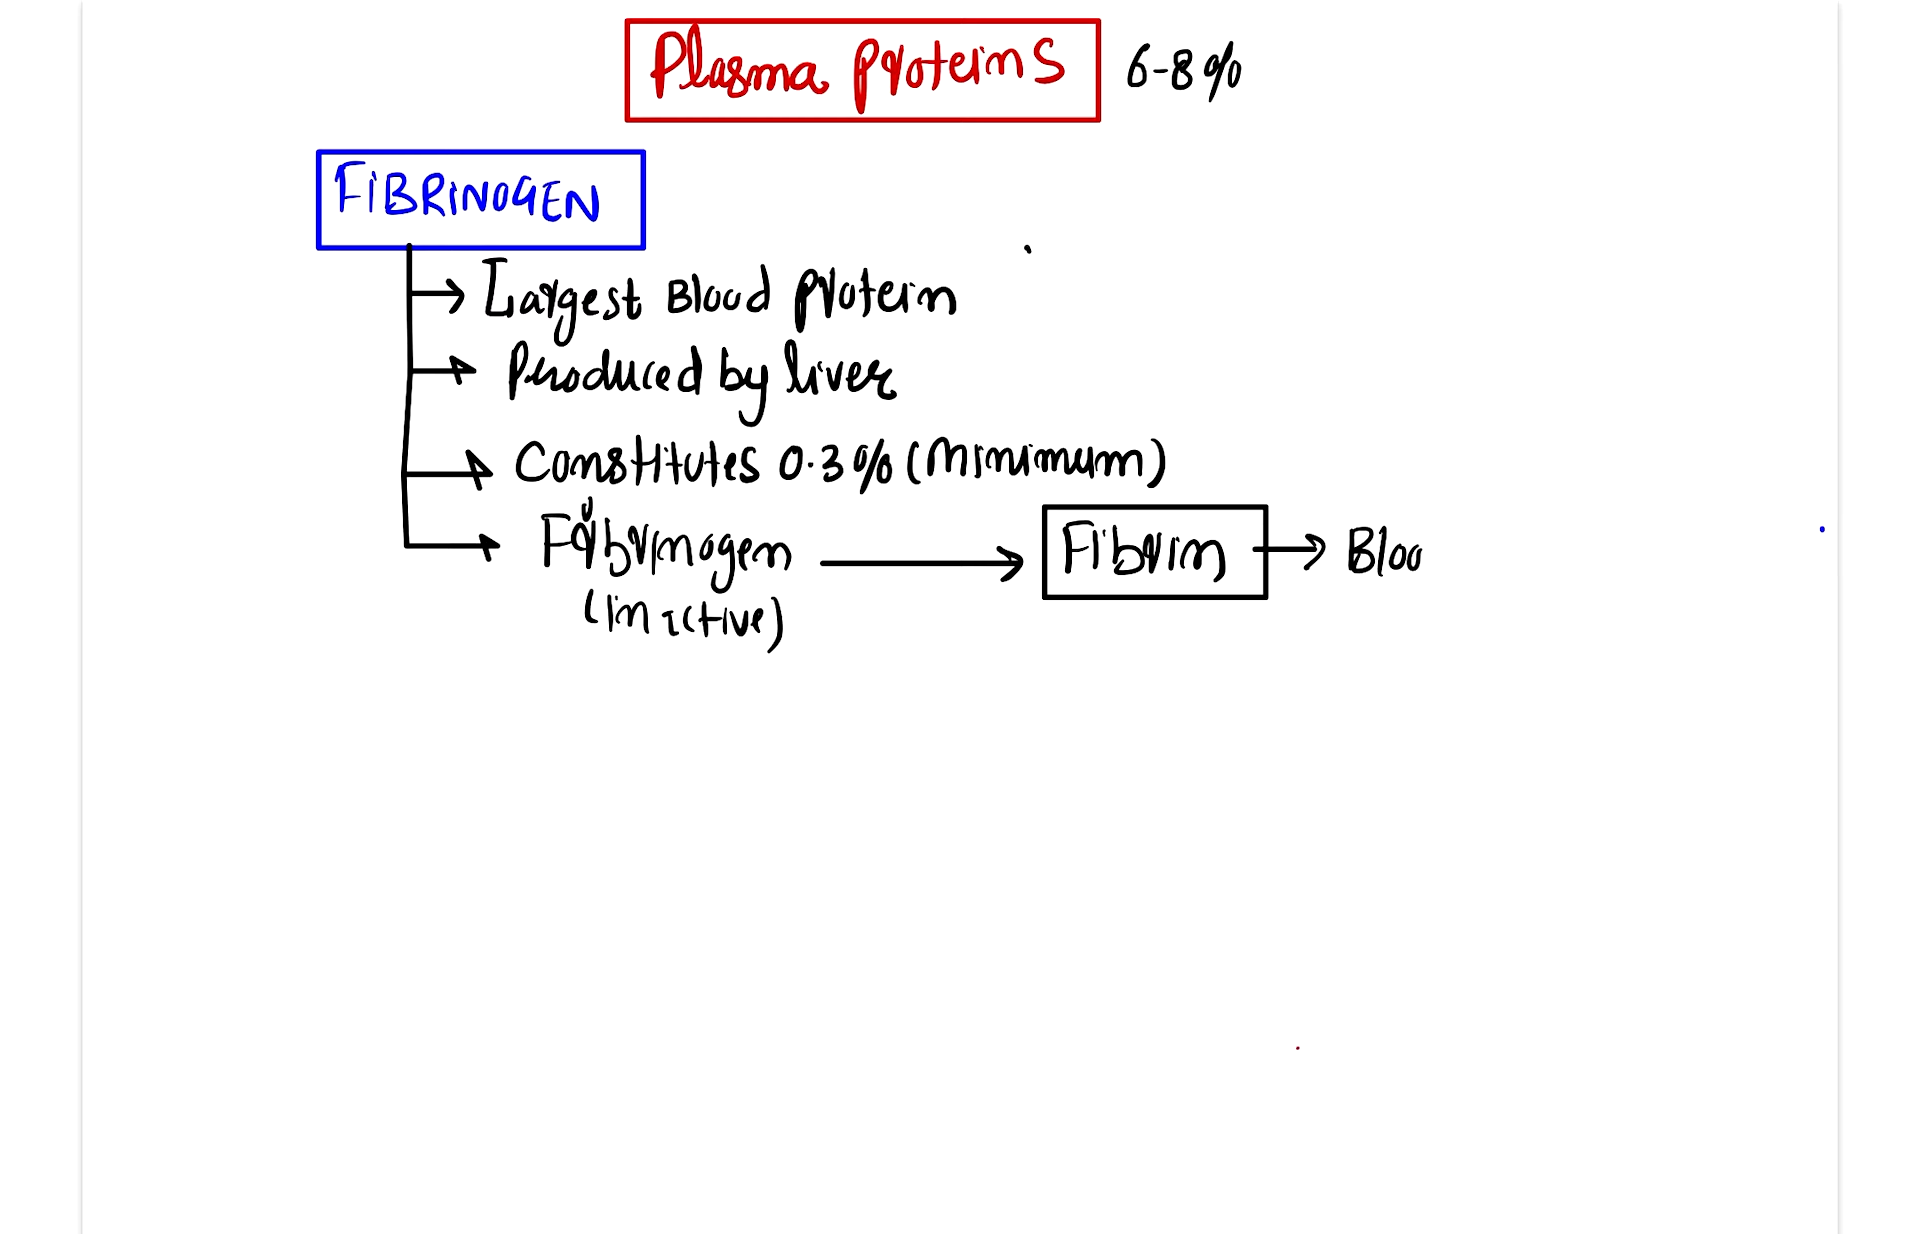 Plasma proteins 6-8%
FIBRINOGEN
Largest Blood protein
Produced by liver
Constitutes 0.3% (Minimum)
Fibrinogen → Fibrin → Bloo
(Inactive)